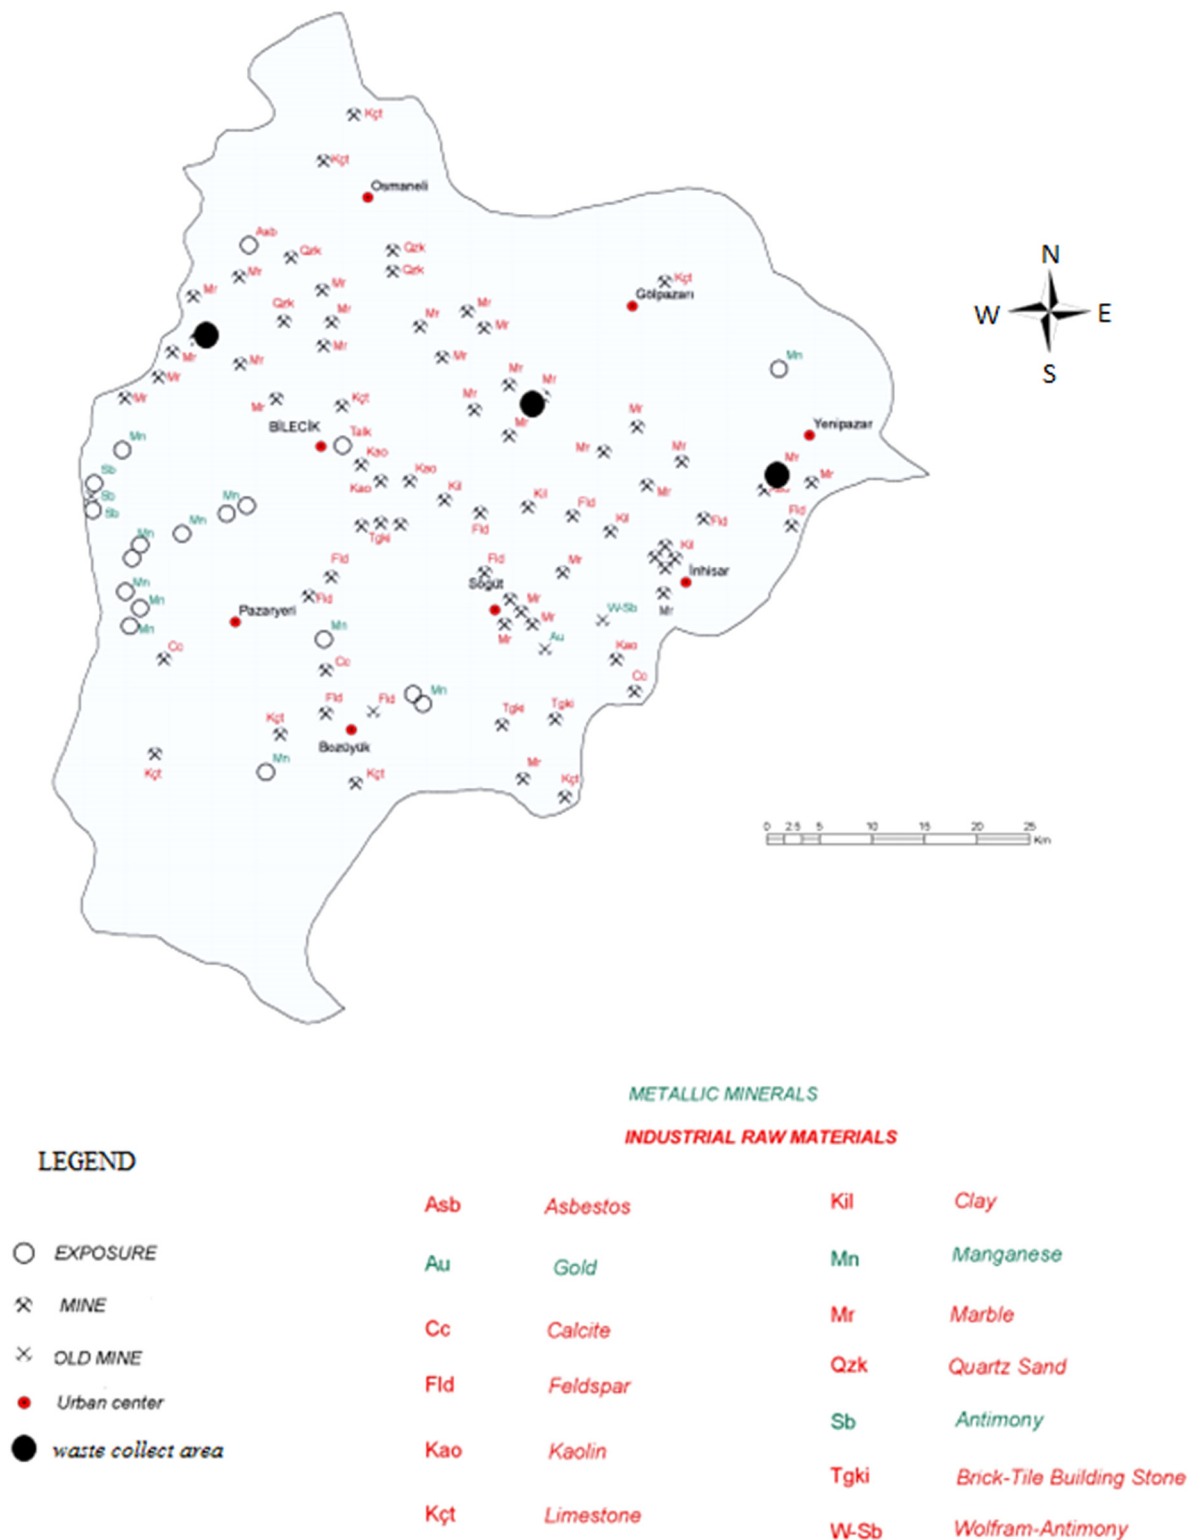 Kçt
Kçt
Osmaneli
Asb
Qzk
Qzk
Qzk
Mr
Mr
Mr
Kçt
Gölpazarı
N
W
E
S
Qzk
Mr
Mr
Mr
Mr
Mr
Mr
Mr
Mr
Mn
Mr
Mr
Mr
Mr
Mr
Kçt
Mr
Mr
Mr
BİLECİK
Talk
Yenipazar
Mn
Kao
Mr
Mr
Mr
Sb
Kao
Kao
Mr
Mr
Sb
Mn
Kil
Kil
Sb
Mn
Fld
Fld
Kil
Fld
Fld
Mn
Tgki
Kil
Fld
Fld
Mr
İnhisar
Mn
Söğüt
Mn
Fld
Mr
Mr
Pazaryeri
W-Sb
Mn
Mn
Mr
Mr
Au
Cc
Cc
Kao
Cc
Fld
Fld
Mn
Tgki
Tgki
Kçt
Bozüyük
Kçt
Mn
Kçt
Mr
Kçt
0 2.5 5 10 15 20 25
Km
METALLIC MINERALS
INDUSTRIAL RAW MATERIALS
LEGEND
EXPOSURE
MINE
OLD MINE
Urban center
waste collect area
Asb Asbestos
Au Gold
Cc Calcite
Fld Feldspar
Kao Kaolin
Kçt Limestone
Kil Clay
Mn Manganese
Mr Marble
Qzk Quartz Sand
Sb Antimony
Tgki Brick-Tile Building Stone
W-Sb Wolfram-Antimony